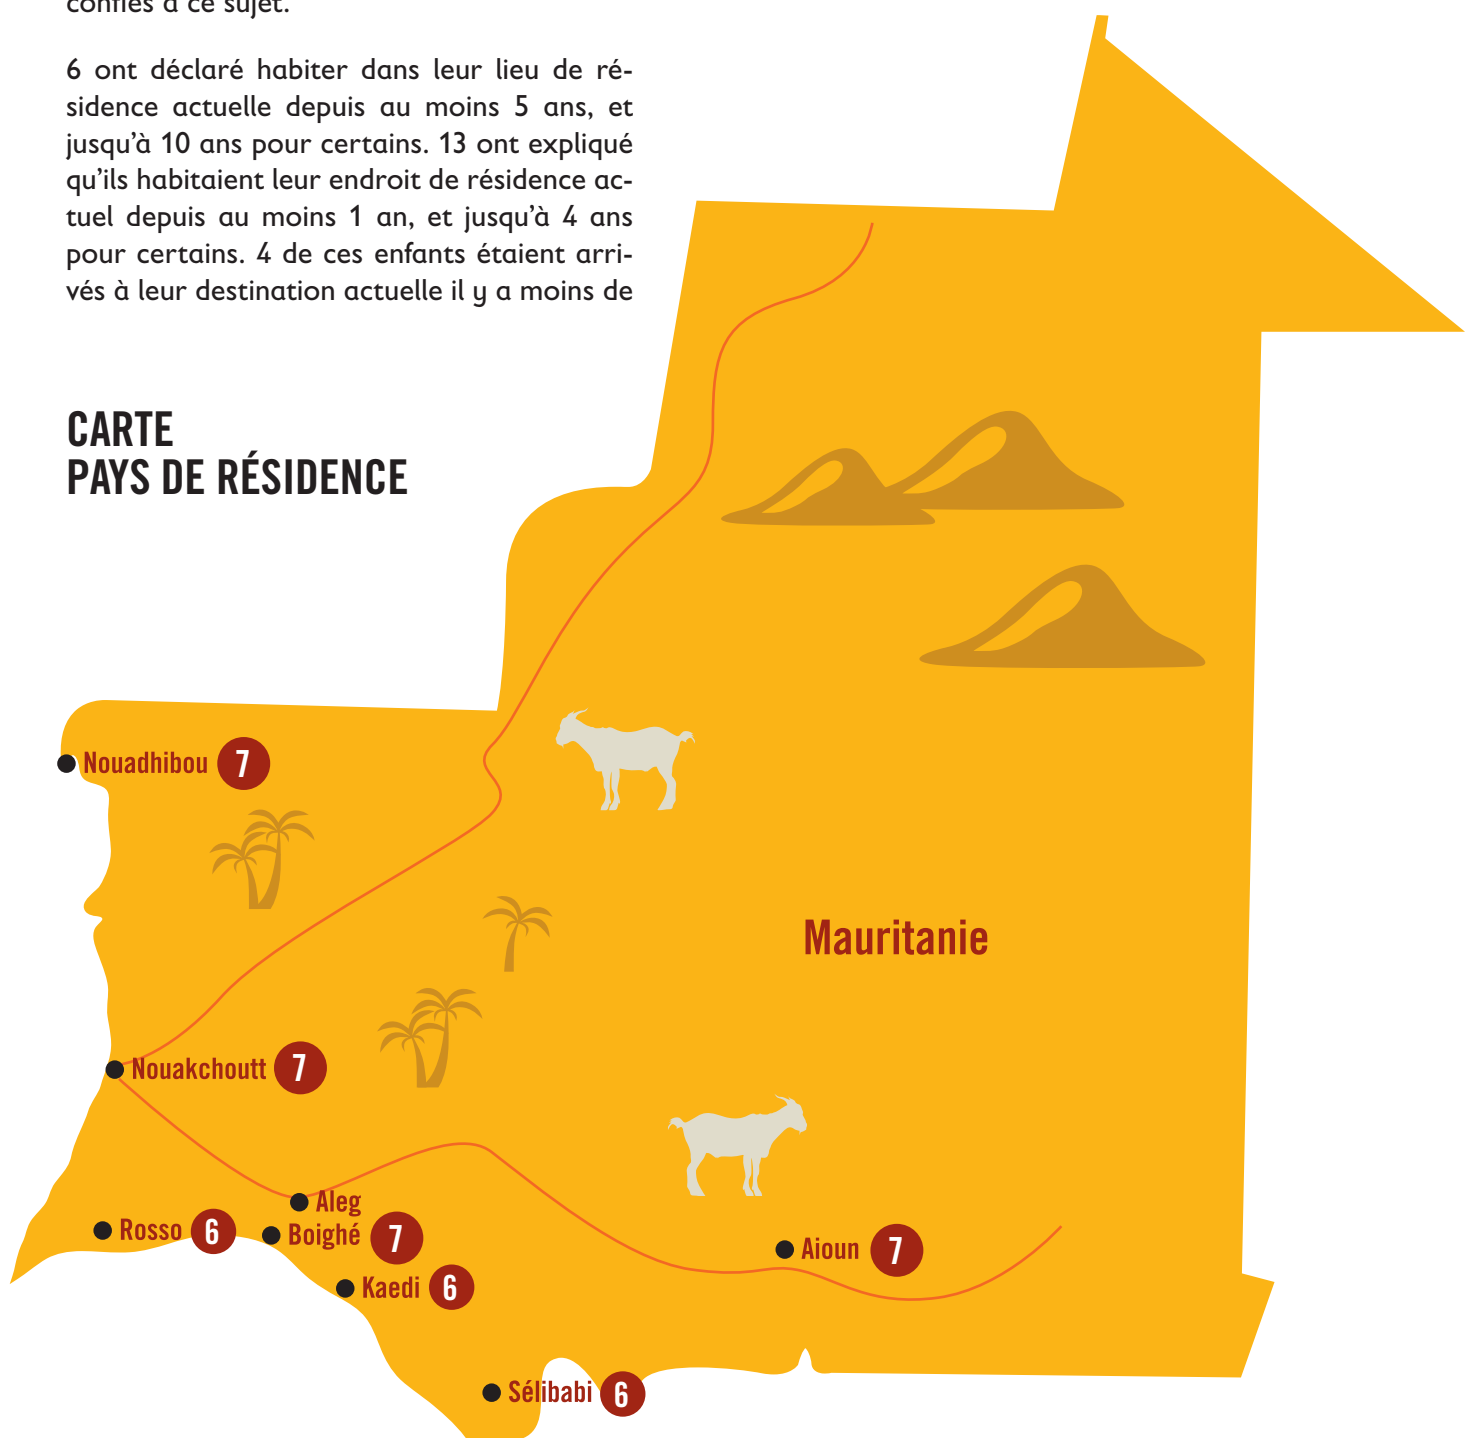 confiés à ce sujet.
6 ont déclaré habiter dans leur lieu de ré-
sidence actuelle depuis au moins 5 ans, et
jusqu'à 10 ans pour certains. 13 ont expliqué
qu'ils habitaient leur endroit de résidence ac-
tuel depuis au moins 1 an, et jusqu'à 4 ans
pour certains. 4 de ces enfants étaient arri-
vés à leur destination actuelle il y a moins de
CARTE
PAYS DE RÉSIDENCE
Nouadhibou 7
Mauritanie
Nouakchoutt 7
Aleg
Rosso 6
Boighé 7
Aioun 7
Kaedi 6
Sélibabi 6